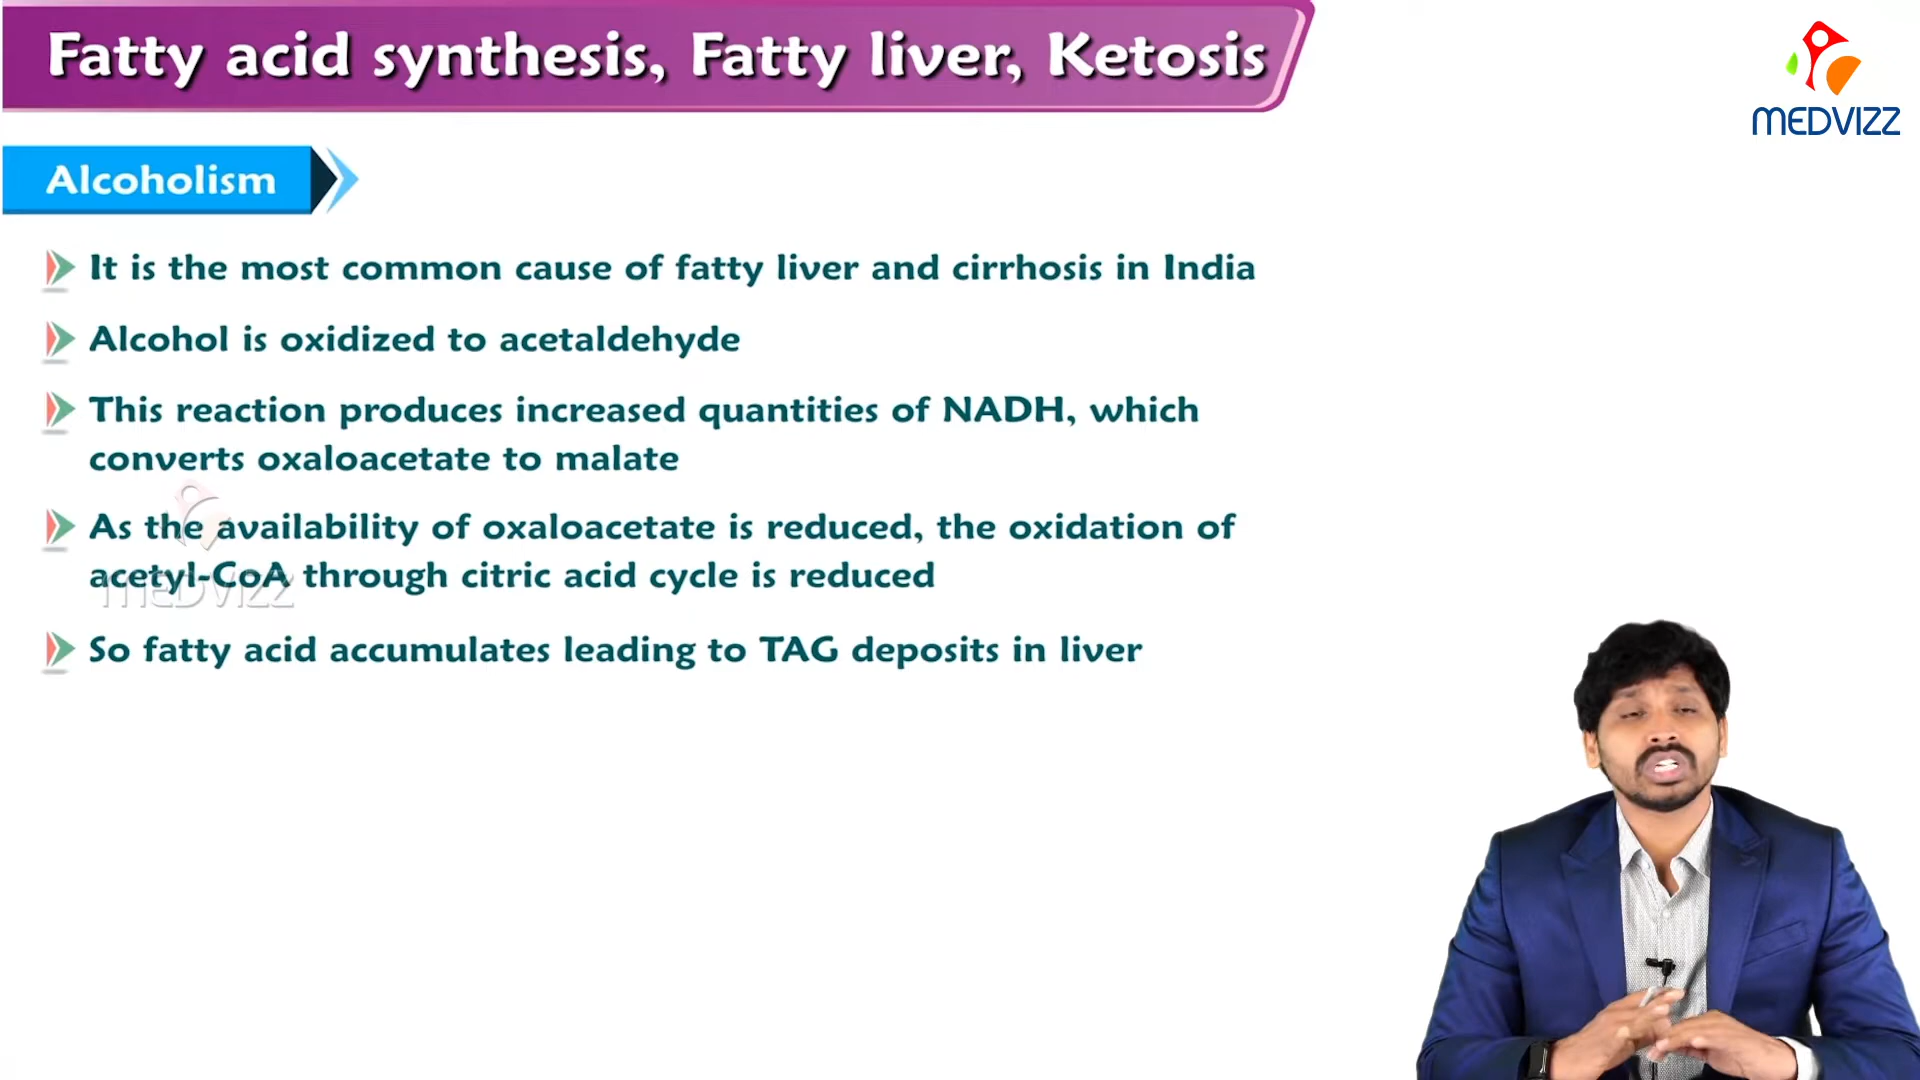 Fatty acid synthesis, Fatty liver, Ketosis
MEDVIZZ
Alcoholism
It is the most common cause of fatty liver and cirrhosis in India
Alcohol is oxidized to acetaldehyde
This reaction produces increased quantities of NADH, which
converts oxaloacetate to malate
As the availability of oxaloacetate is reduced, the oxidation of
acetyl-CoA through citric acid cycle is reduced
MEDVIZZ
So fatty acid accumulates leading to TAG deposits in liver